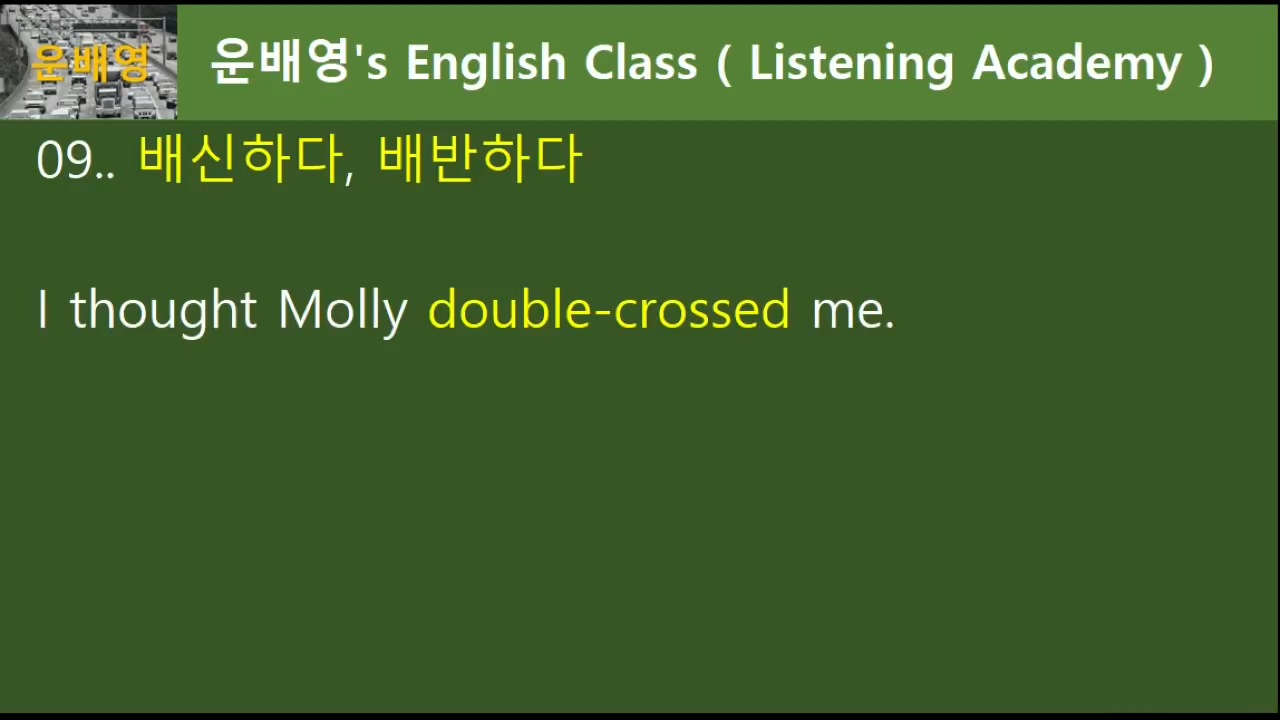 운배영
운배영's English Class ( Listening Academy )
09.. 배신하다, 배반하다
I thought Molly double-crossed me.